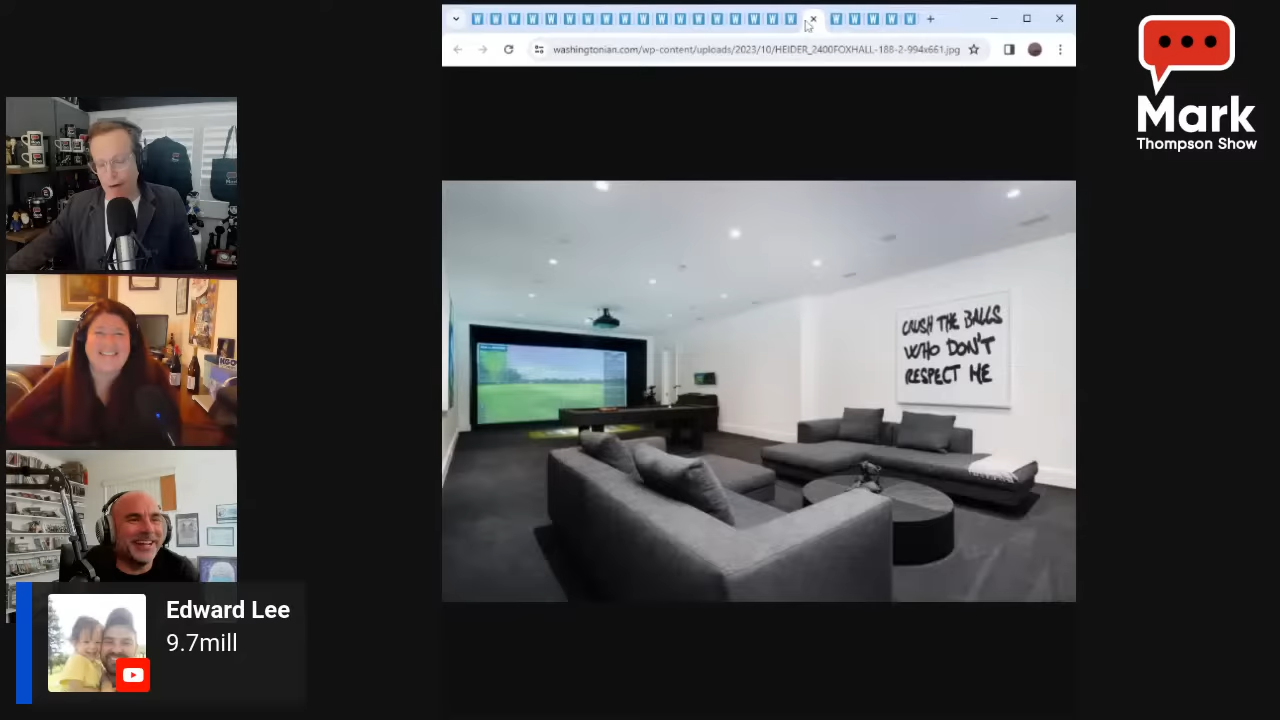 washingtonian.com/wp-content/uploads/2023/10/HEIDER_2400FOXHALL-188-2-994x661.jpg
Mark
Thompson Show
CRUSH THE BALLS
WHO DON'T
RESPECT ME
Edward Lee
9.7mill